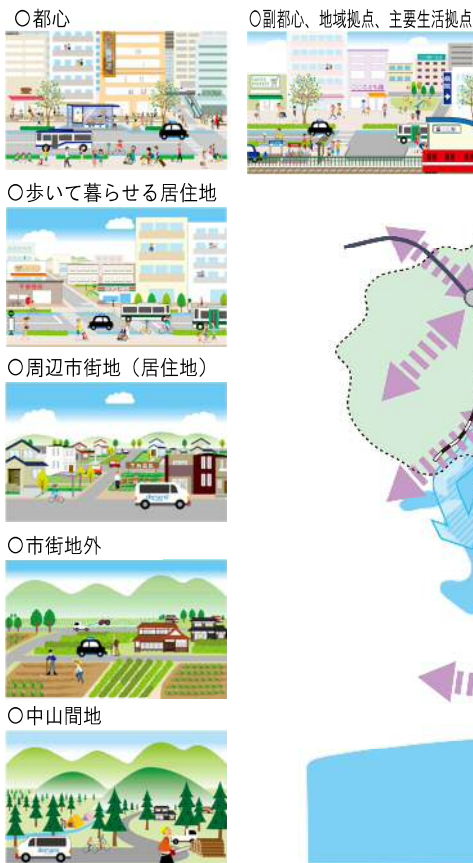 ○都心
○副都心、地域拠点、主要生活拠点
○歩いて暮らせる居住地
○周辺市街地（居住地）
○市街地外
○中山間地